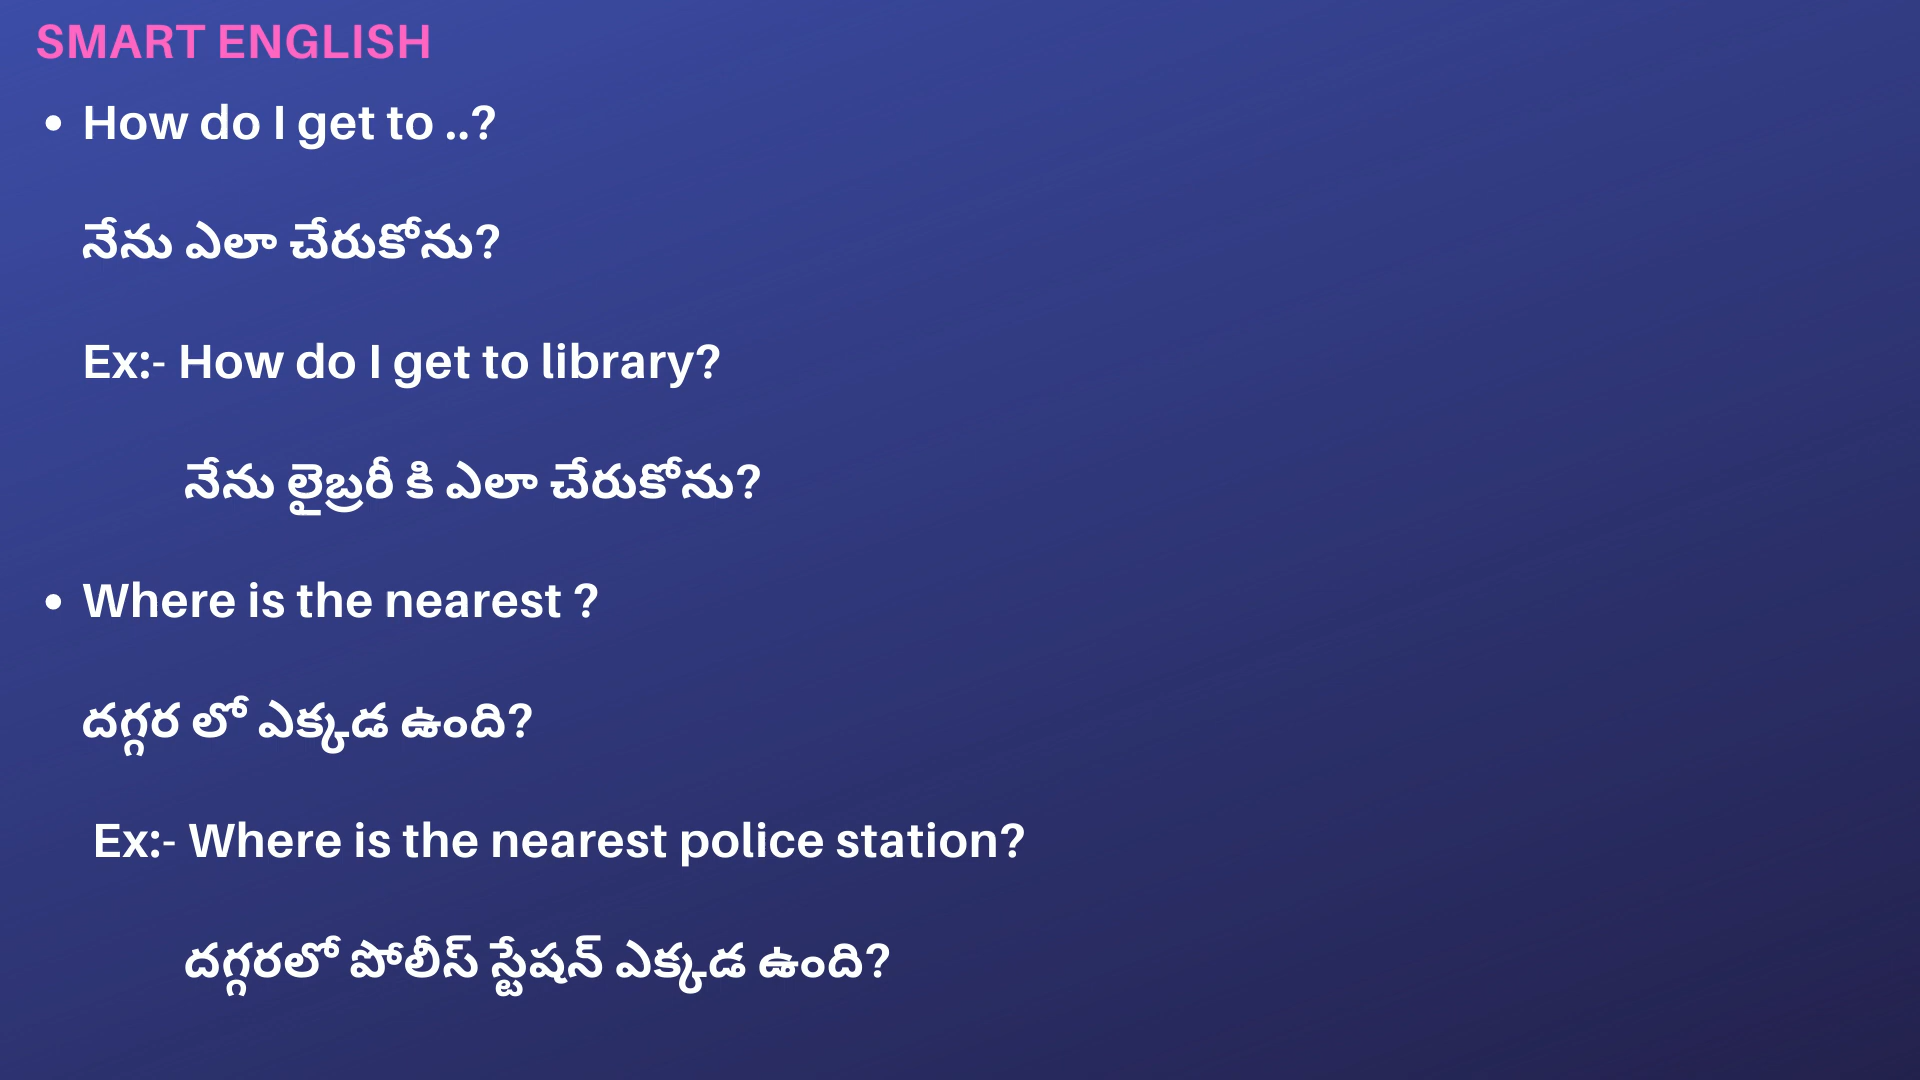 SMART ENGLISH
• How do I get to ..?
నేను ఎలా చేరుకోను?
Ex:- How do I get to library?
నేను లైబ్రరీ కి ఎలా చేరుకోను?
• Where is the nearest ?
దగ్గర లో ఎక్కడ ఉంది?
Ex:- Where is the nearest police station?
దగ్గరలో పోలీస్ స్టేషన్ ఎక్కడ ఉంది?